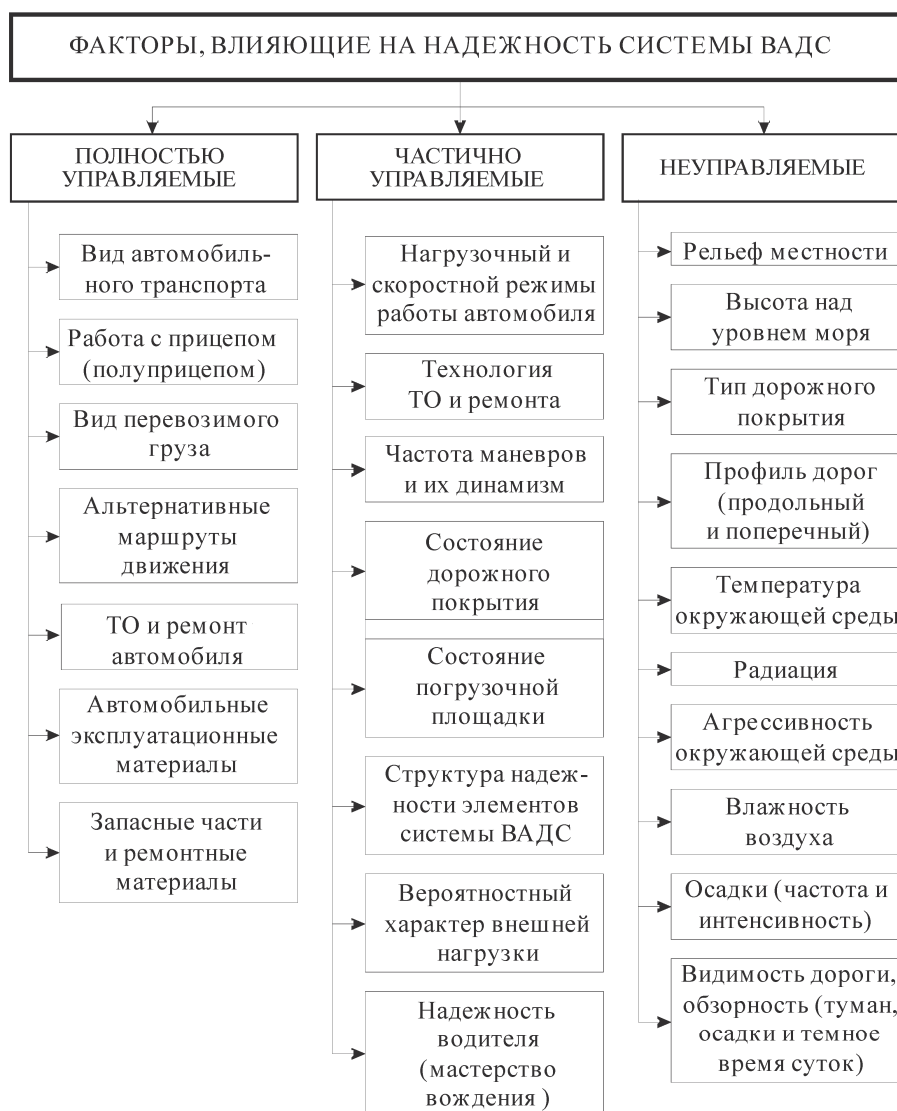 ФАКТОРЫ, ВЛИЯЮЩИЕ НА НАДЕЖНОСТЬ СИСТЕМЫ ВАДС
ПОЛНОСТЬЮ
УПРАВЛЯЕМЫЕ
Вид автомобиль-
ного транспорта
Работа с прицепом
(полуприцепом)
Вид перевозимого
груза
Альтернативные
маршруты
движения
ТО и ремонт
автомобиля
Автомобильные
эксплуатационные
материалы
Запасные части
и ремонтные
материалы
ЧАСТИЧНО
УПРАВЛЯЕМЫЕ
Нагрузочный и
скоростной режимы
работы автомобиля
Технология
ТО и ремонта
Частота маневров
и их динамизм
Состояние
дорожного
покрытия
Состояние
погрузочной
площадки
Структура надеж-
ности элементов
системы ВАДС
Вероятностный
характер внешней
нагрузки
Надежность
водителя
(мастерство
вождения )
НЕУПРАВЛЯЕМЫЕ
Рельеф местности
Высота над
уровнем моря
Тип дорожного
покрытия
Профиль дорог
(продольный
и поперечный)
Температура
окружающей среды
Радиация
Агрессивность
окружающей среды
Влажность
воздуха
Осадки (частота и
интенсивность)
Видимость дороги,
обзорность (туман,
осадки и темное
время суток)